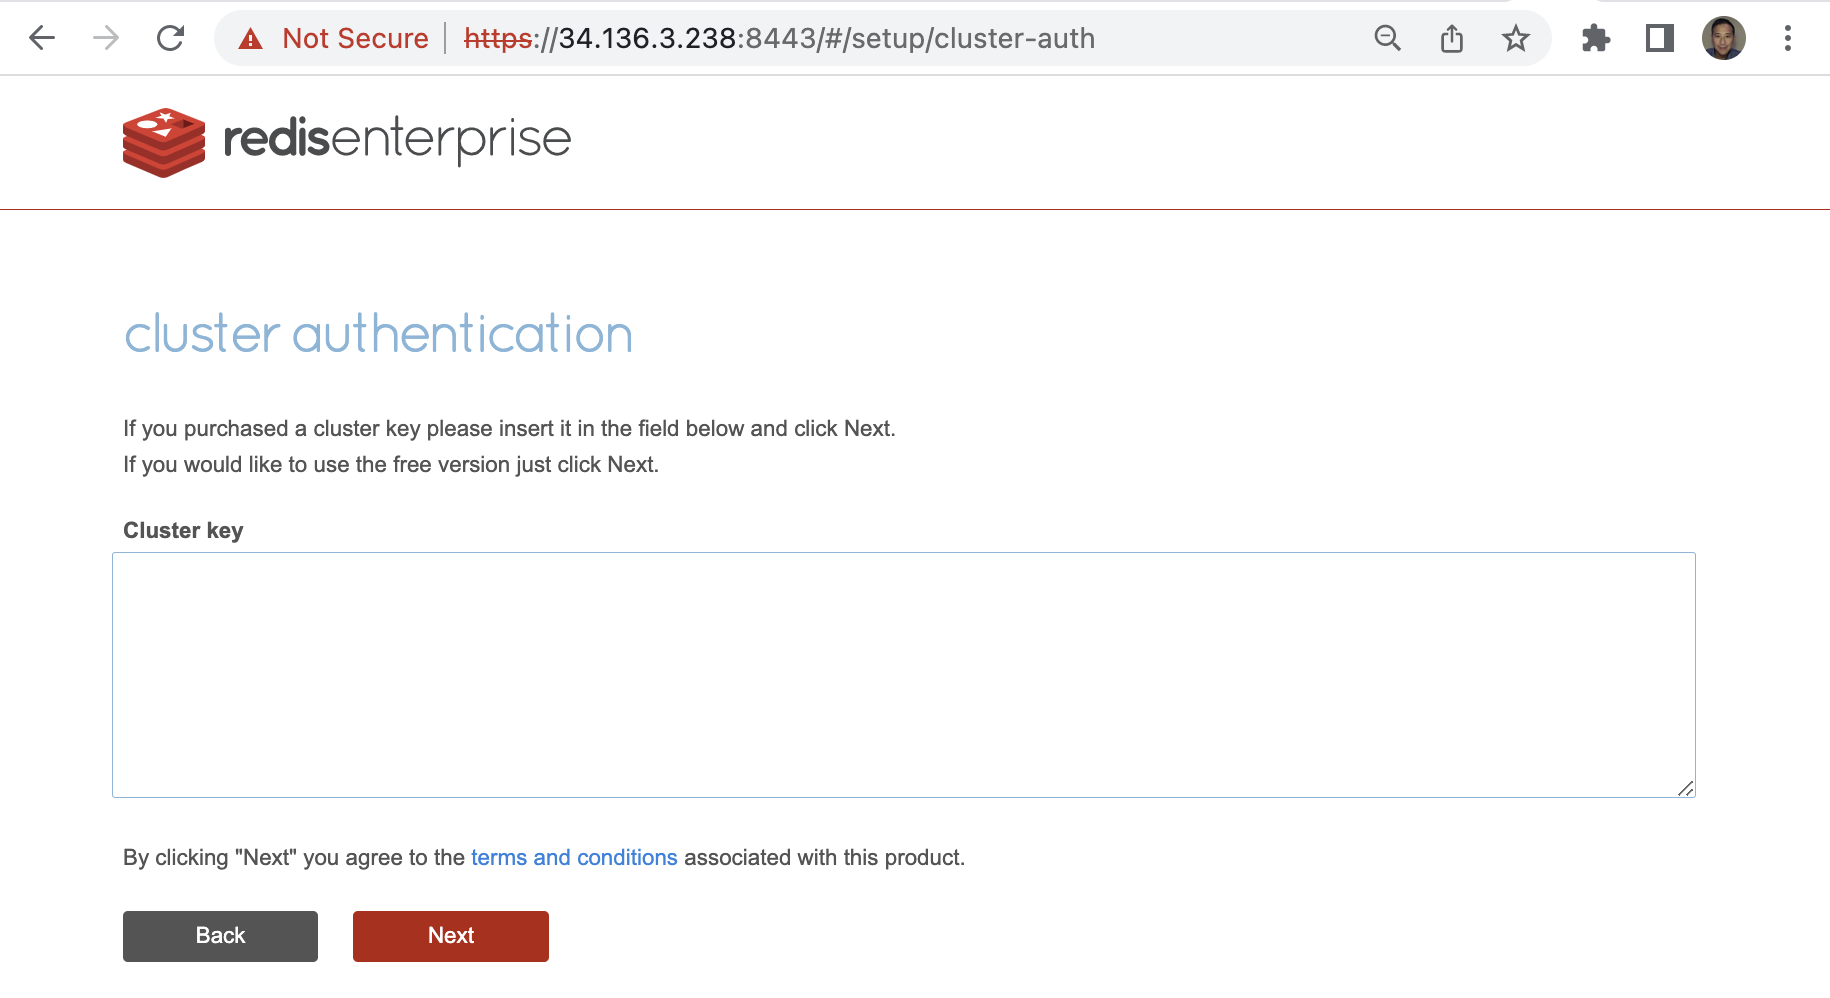 Not Secure https://34.136.3.238:8443/#/setup/cluster-auth
redisenterprise
cluster authentication
If you purchased a cluster key please insert it in the field below and click Next.
If you would like to use the free version just click Next.
Cluster key
By clicking "Next" you agree to the terms and conditions associated with this product.
Back Next